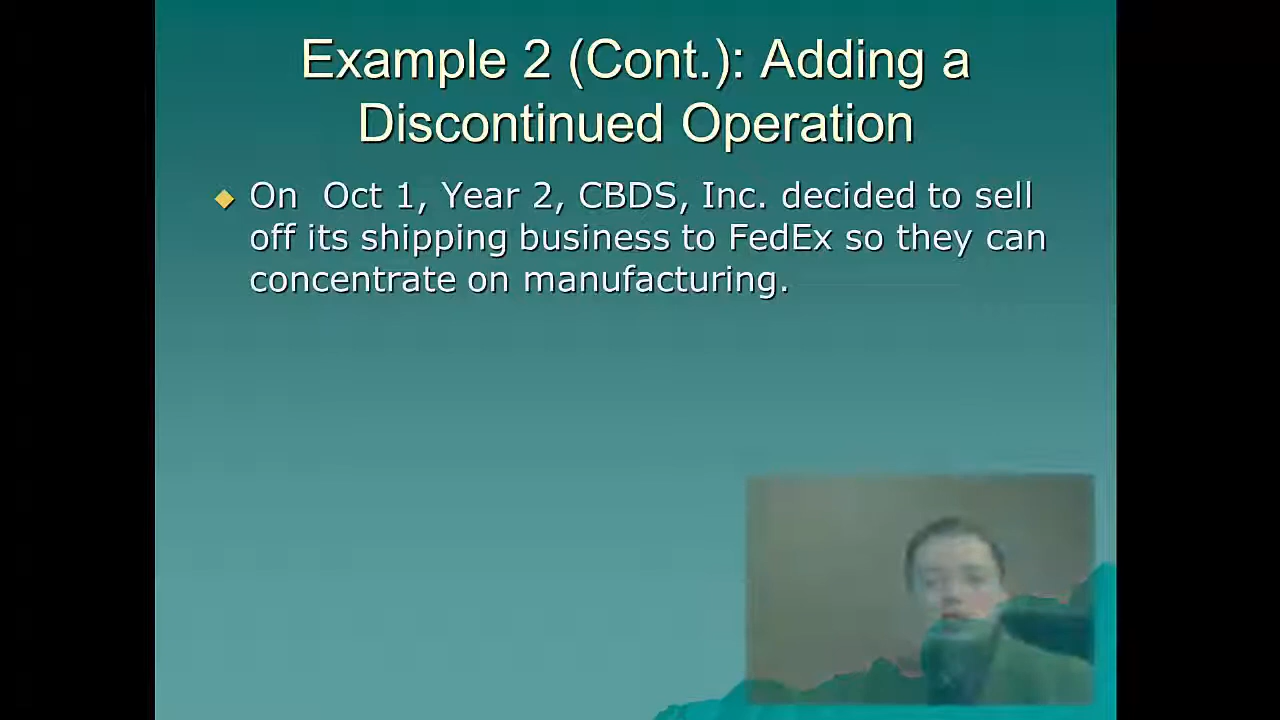 Example 2 (Cont.): Adding a
Discontinued Operation
On Oct 1, Year 2, CBDS, Inc. decided to sell
off its shipping business to FedEx so they can
concentrate on manufacturing.